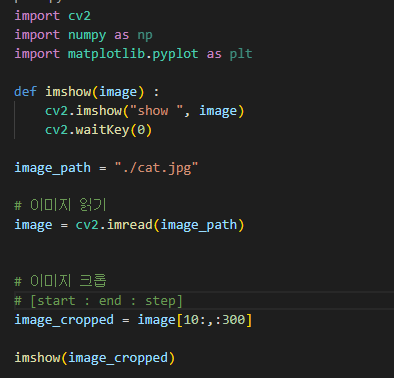 import cv2
import numpy as np
import matplotlib.pyplot as plt
def imshow(image) :
    cv2.imshow("show ", image)
    cv2.waitKey(0)
image_path = "./cat.jpg"
# 이미지 읽기
image = cv2.imread(image_path)
# 이미지 크롭
# [start : end : step]
image_cropped = image[10:,:300]
imshow(image_cropped)